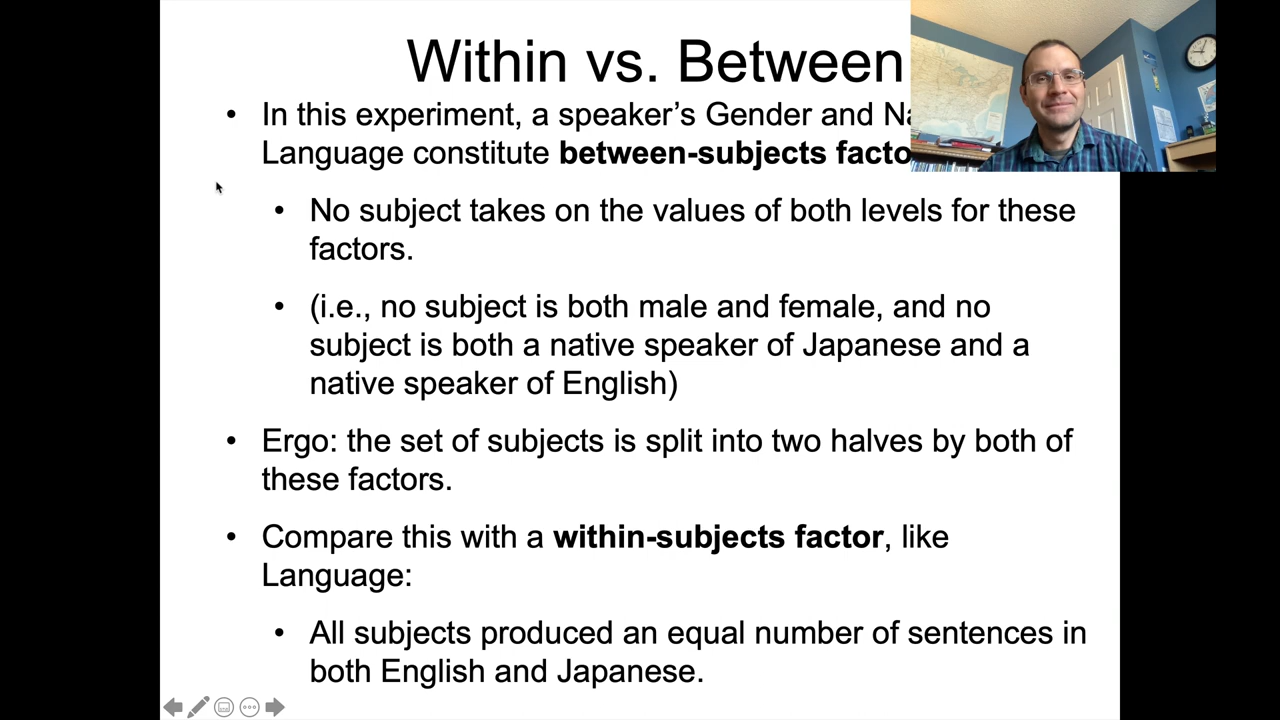 Within vs. Between
• In this experiment, a speaker’s Gender and
Language constitute between-subjects
• No subject takes on the values of both levels for these
factors.
• (i.e., no subject is both male and female, and no
subject is both a native speaker of Japanese and a
native speaker of English)
• Ergo: the set of subjects is split into two halves by both of
these factors.
• Compare this with a within-subjects factor, like
Language:
• All subjects produced an equal number of sentences in
both English and Japanese.